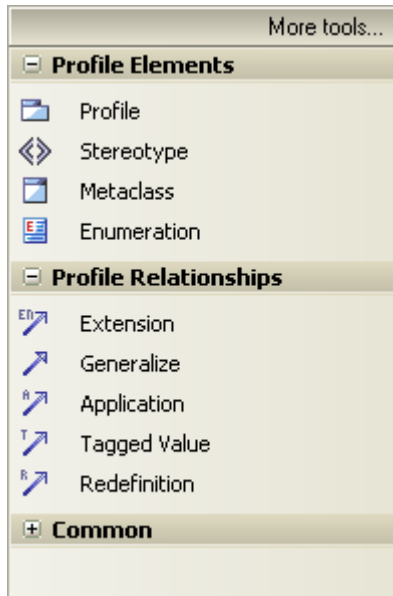 More tools...
Profile Elements
Profile
Stereotype
Metaclass
Enumeration
Profile Relationships
Extension
Generalize
Application
Tagged Value
Redefinition
Common